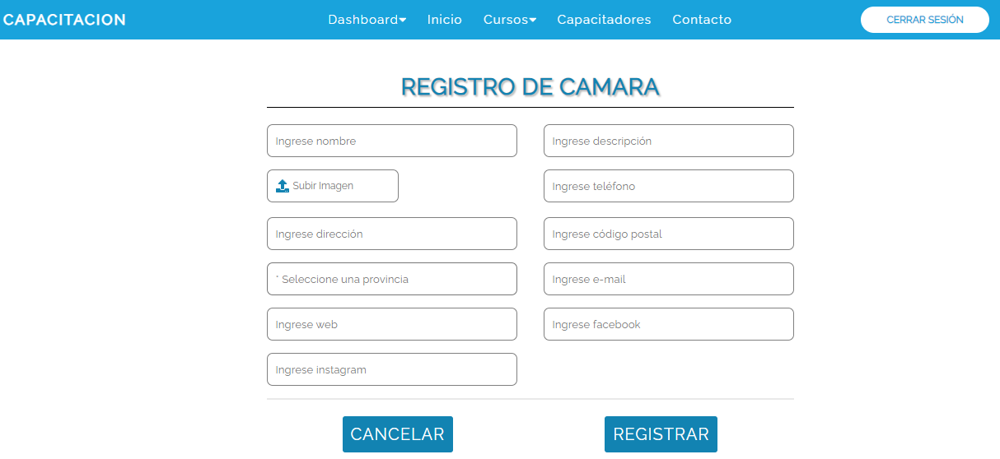 CAPACITACION
Dashboard Inicio Cursos Capacitadores Contacto
CERRAR SESIÓN
REGISTRO DE CAMARA
Ingrese nombre
Ingrese descripción
Subir Imagen
Ingrese teléfono
Ingrese dirección
Ingrese código postal
* Seleccione una provincia
Ingrese e-mail
Ingrese web
Ingrese facebook
Ingrese instagram
CANCELAR
REGISTRAR